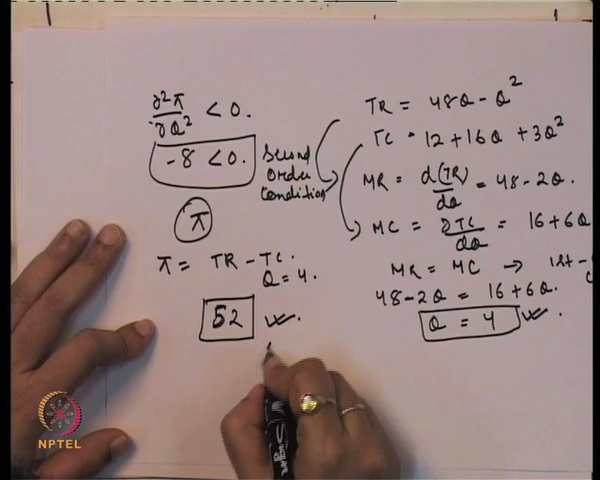 ∂²π/∂Q² < 0.
-8 < 0.
Second
Order
Condition
π
π = TR - TC.
Q = 4.
52
TR = 48Q - Q²
TC = 12 + 16Q + 3Q²
MR = d(TR)/dQ = 48 - 2Q.
MC = ∂TC/dQ = 16 + 6Q
MR = MC → 1st -
48 - 2Q = 16 + 6Q.
Q = 4
NPTEL